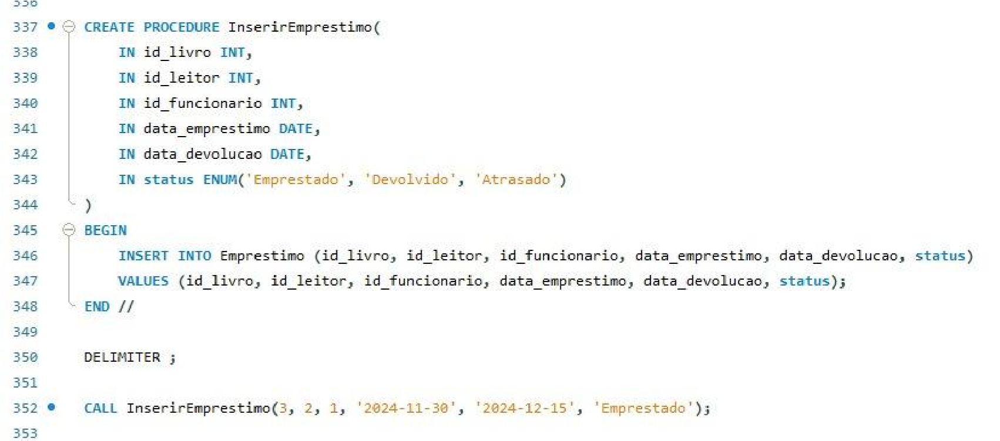 336
337 CREATE PROCEDURE InserirEmprestimo(
338 IN id_livro INT,
339 IN id_leitor INT,
340 IN id_funcionario INT,
341 IN data_emprestimo DATE,
342 IN data_devolucao DATE,
343 IN status ENUM('Emprestado', 'Devolvido', 'Atrasado')
344 )
345 BEGIN
346 INSERT INTO Emprestimo (id_livro, id_leitor, id_funcionario, data_emprestimo, data_devolucao, status)
347 VALUES (id_livro, id_leitor, id_funcionario, data_emprestimo, data_devolucao, status);
348 END //
349
350 DELIMITER ;
351
352 CALL InserirEmprestimo(3, 2, 1, '2024-11-30', '2024-12-15', 'Emprestado');
353